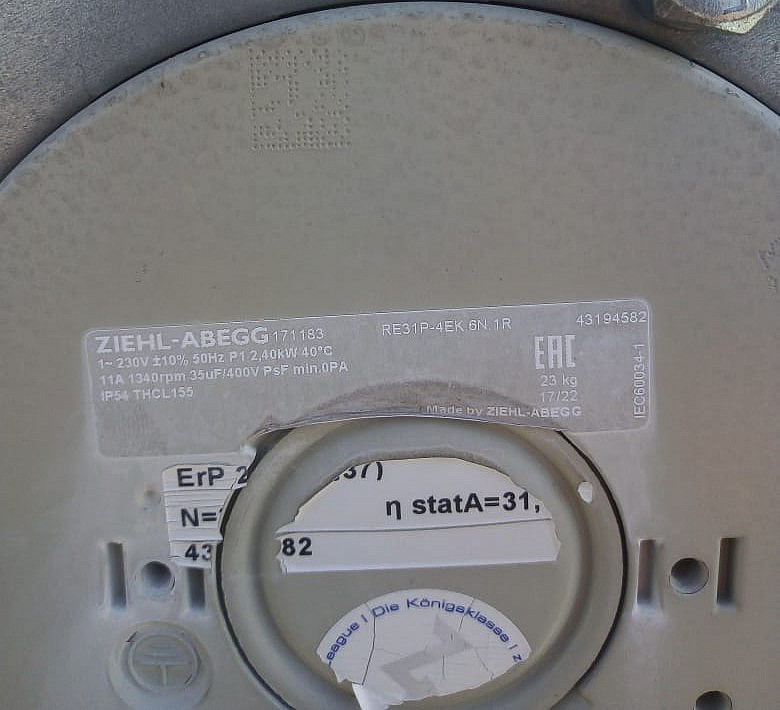 ZIEHL-ABEGG 171183 RE31P-4EK.6N.1R 43194582
1~ 230V ±10% 50Hz P1 2,40kW 40°C
11A 1340rpm 35uF/400V PsF min.0PA
IP54 THCL155
EAC
23 kg
17/22
Made by ZIEHL-ABEGG
IEC60034-1
ErP 2 37)
N= η statA=31,
43 82
eague | Die Königsklasse |